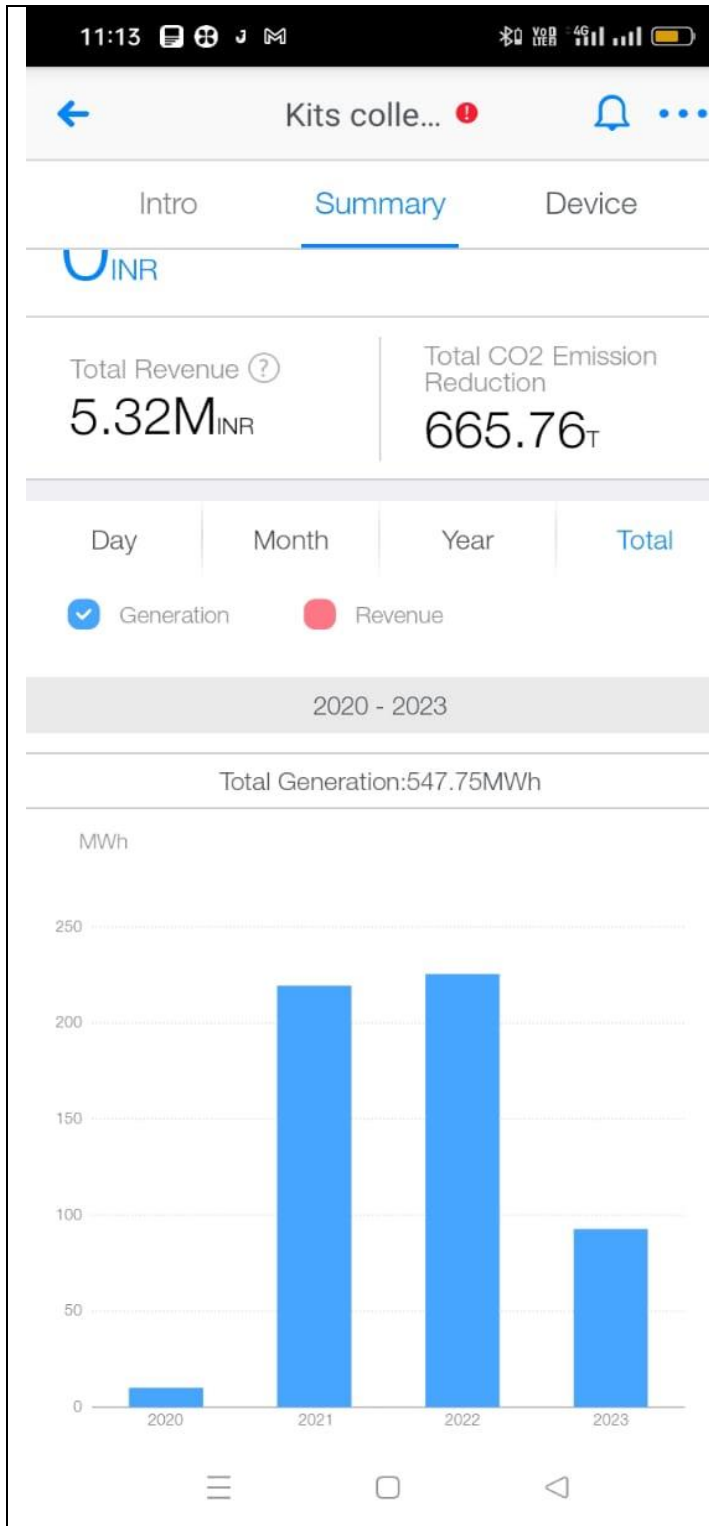 11:13
Kits colle...
Intro Summary Device
INR
Total Revenue ?
5.32MINR
Total CO2 Emission
Reduction
665.76T
Day Month Year Total
Generation Revenue
2020 - 2023
Total Generation:547.75MWh
MWh
250
200
150
100
50
0
2020 2021 2022 2023